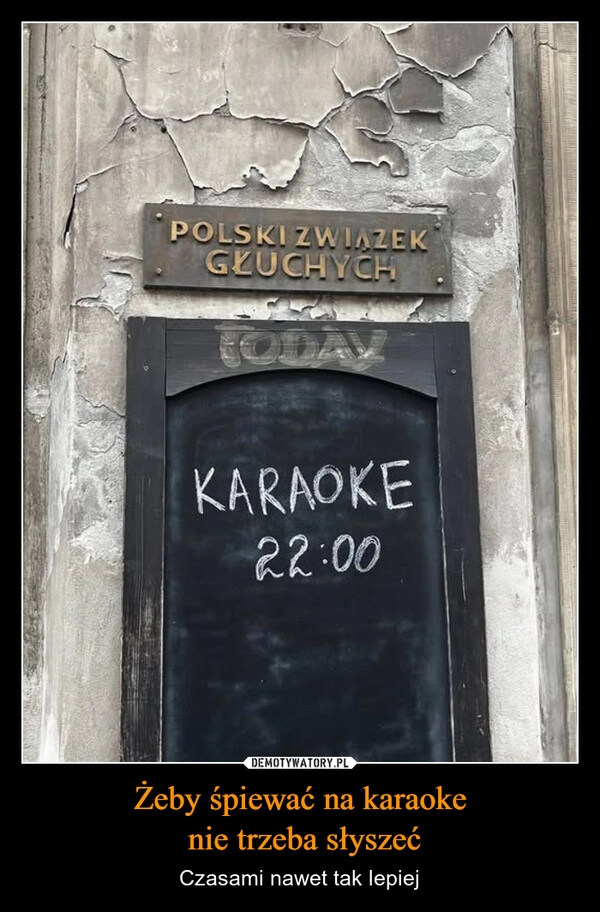 POLSKI ZWIĄZEK
GŁUCHYCH
TODAY
KARAOKE
22:00
DEMOTYWATORY.PL
Żeby śpiewać na karaoke
nie trzeba słyszeć
Czasami nawet tak lepiej